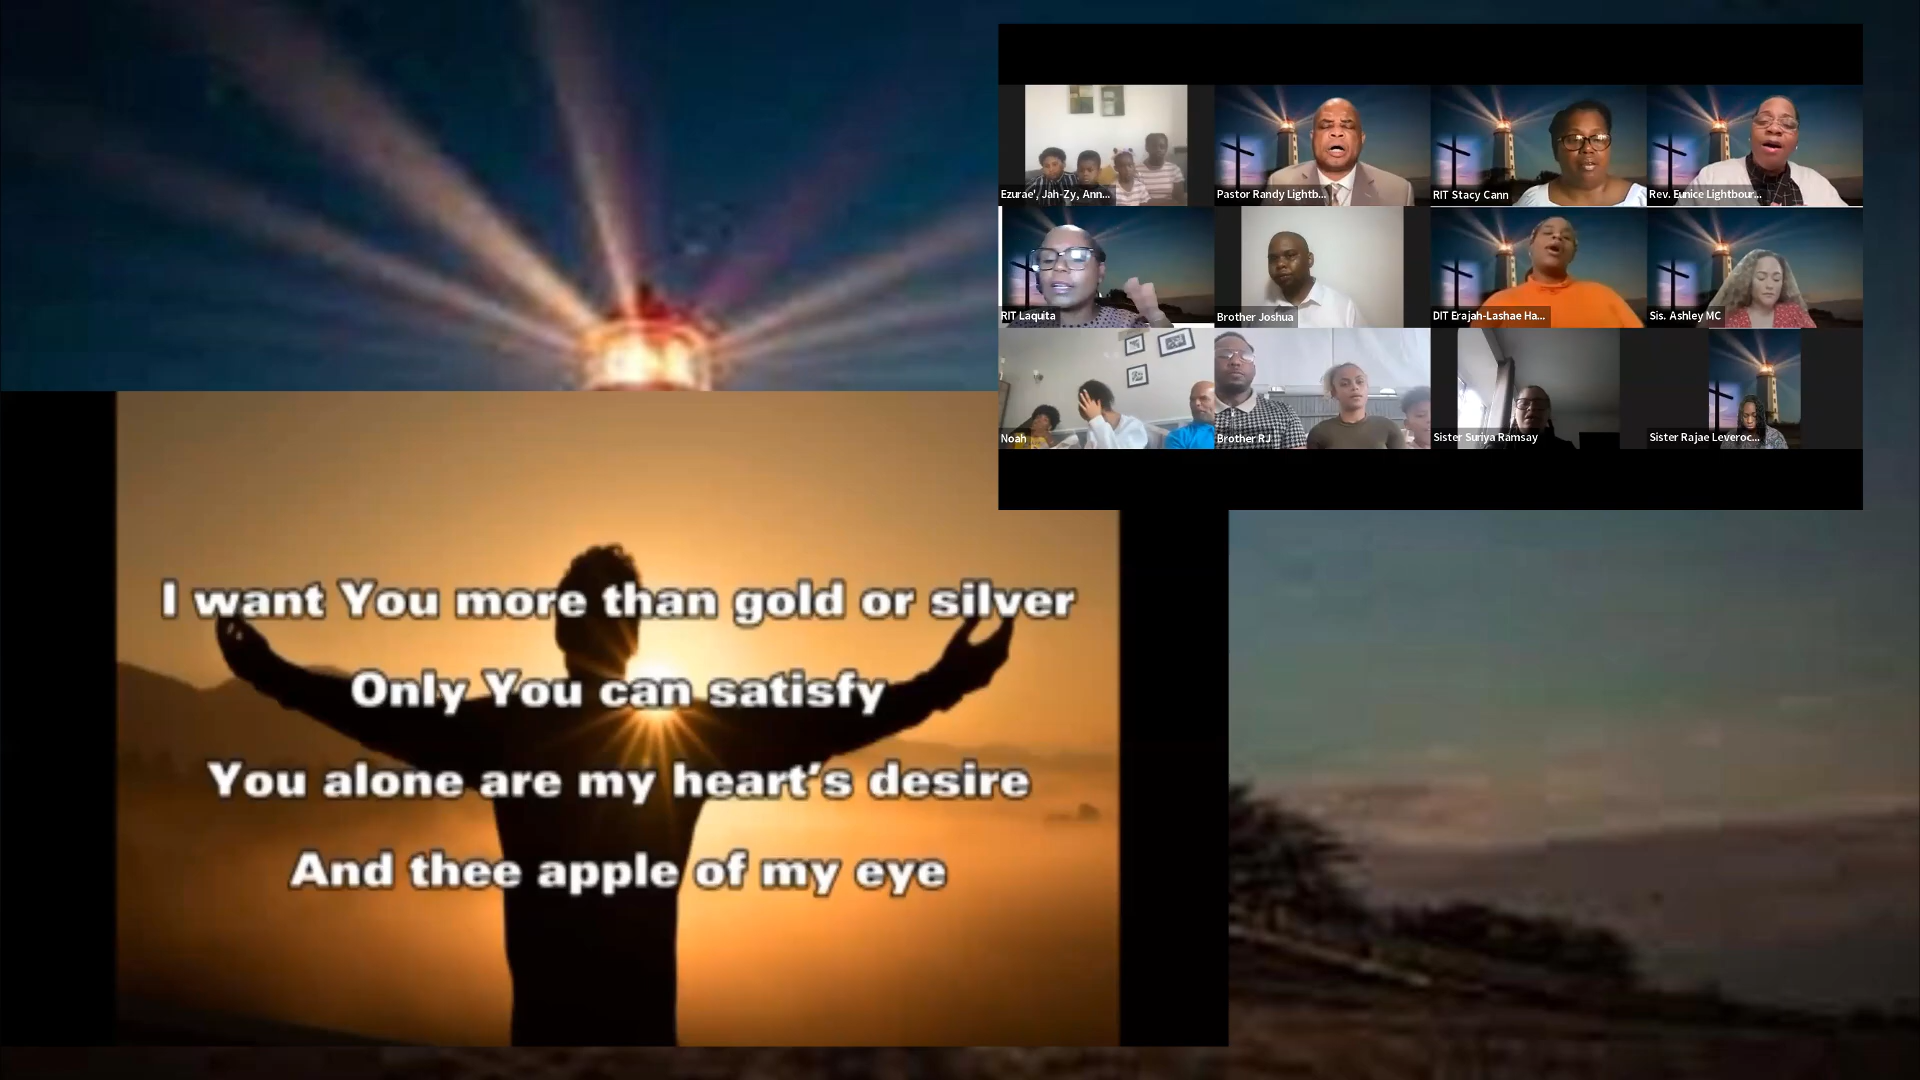 Ezurae', Jah-Zy, Ann...
Pastor Randy Lightb...
RIT Stacy Cann
Rev. Eunice Lightbour...
RIT Laquita
Brother Joshua
DIT Erajah-Lashae Ha...
Sis. Ashley MC
Noah
Brother RJ
Sister Suriya Ramsay
Sister Rajae Leveroc...
I want You more than gold or silver
Only You can satisfy
You alone are my heart's desire
And thee apple of my eye